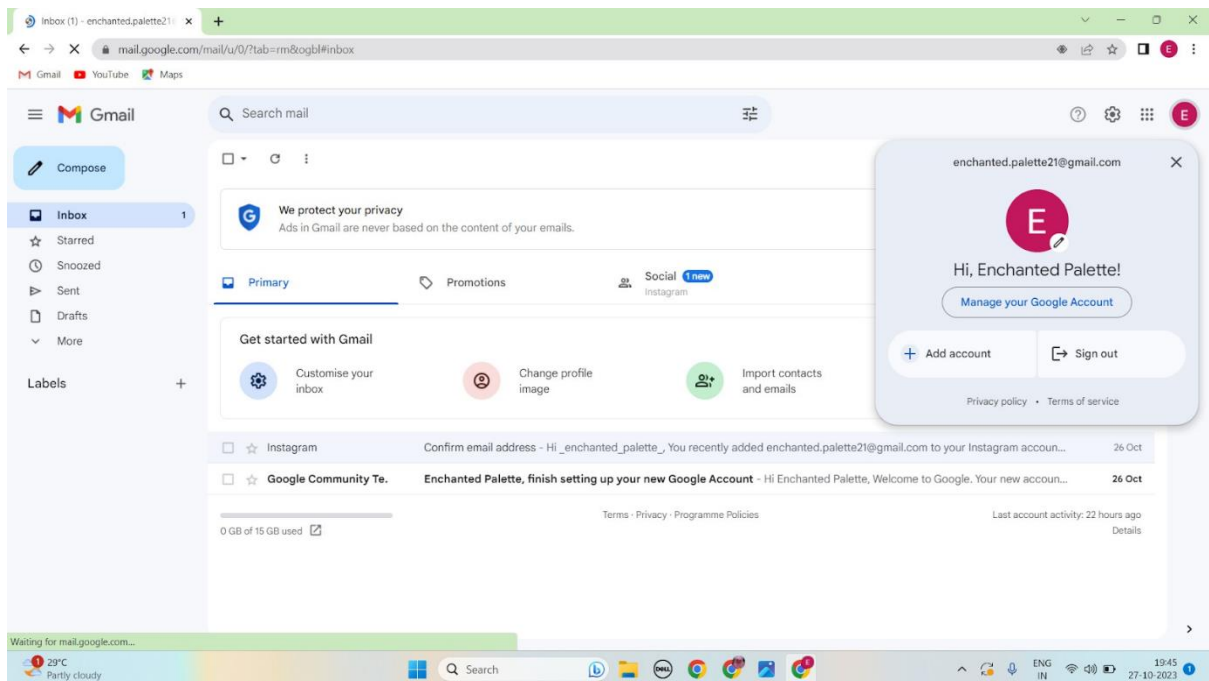 Inbox (1) - enchanted.palette21
mail.google.com/mail/u/0/?tab=rm&ogbl#inbox
E
Gmail YouTube Maps
Gmail
Search mail
E
Compose
Inbox 1
Starred
Snoozed
Sent
Drafts
More
Labels
We protect your privacy
Ads in Gmail are never based on the content of your emails.
Primary
Promotions
Social 1 new
Instagram
Get started with Gmail
Customise your
inbox
Change profile
image
Import contacts
and emails
enchanted.palette21@gmail.com
E
Hi, Enchanted Palette!
Manage your Google Account
Add account
Sign out
Privacy policy • Terms of service
Instagram Confirm email address - Hi _enchanted_palette_, You recently added enchanted.palette21@gmail.com to your Instagram accoun... 26 Oct
Google Community Te. Enchanted Palette, finish setting up your new Google Account - Hi Enchanted Palette, Welcome to Google. Your new accoun... 26 Oct
0 GB of 15 GB used
Terms · Privacy · Programme Policies
Last account activity: 22 hours ago
Details
Waiting for mail.google.com...
1
29°C
Partly cloudy
Search
DELL
ENG
IN
19:45
27-10-2023
1